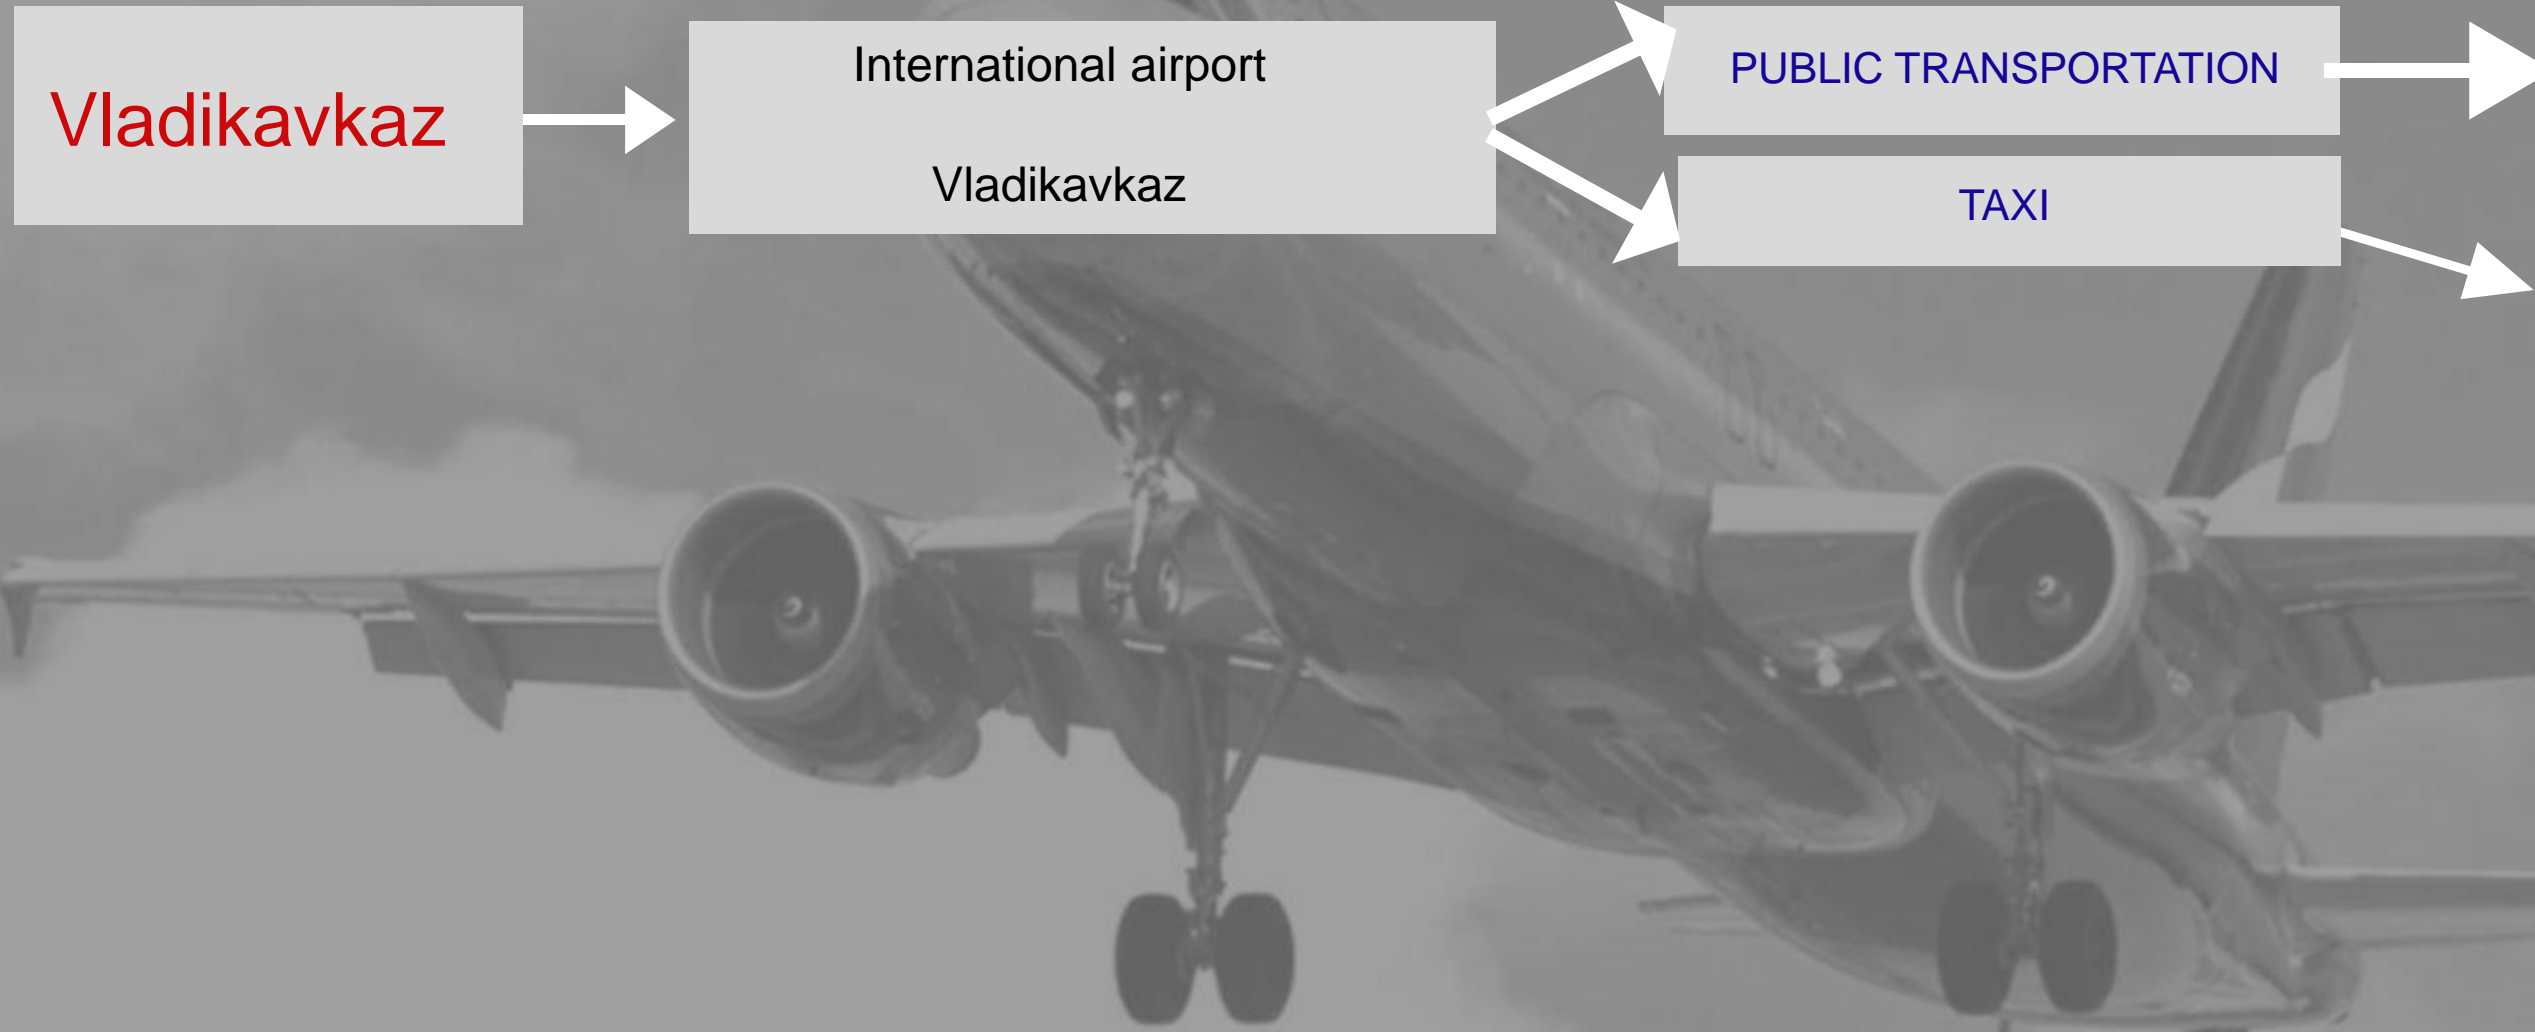 Vladikavkaz
International airport
Vladikavkaz
PUBLIC TRANSPORTATION
TAXI